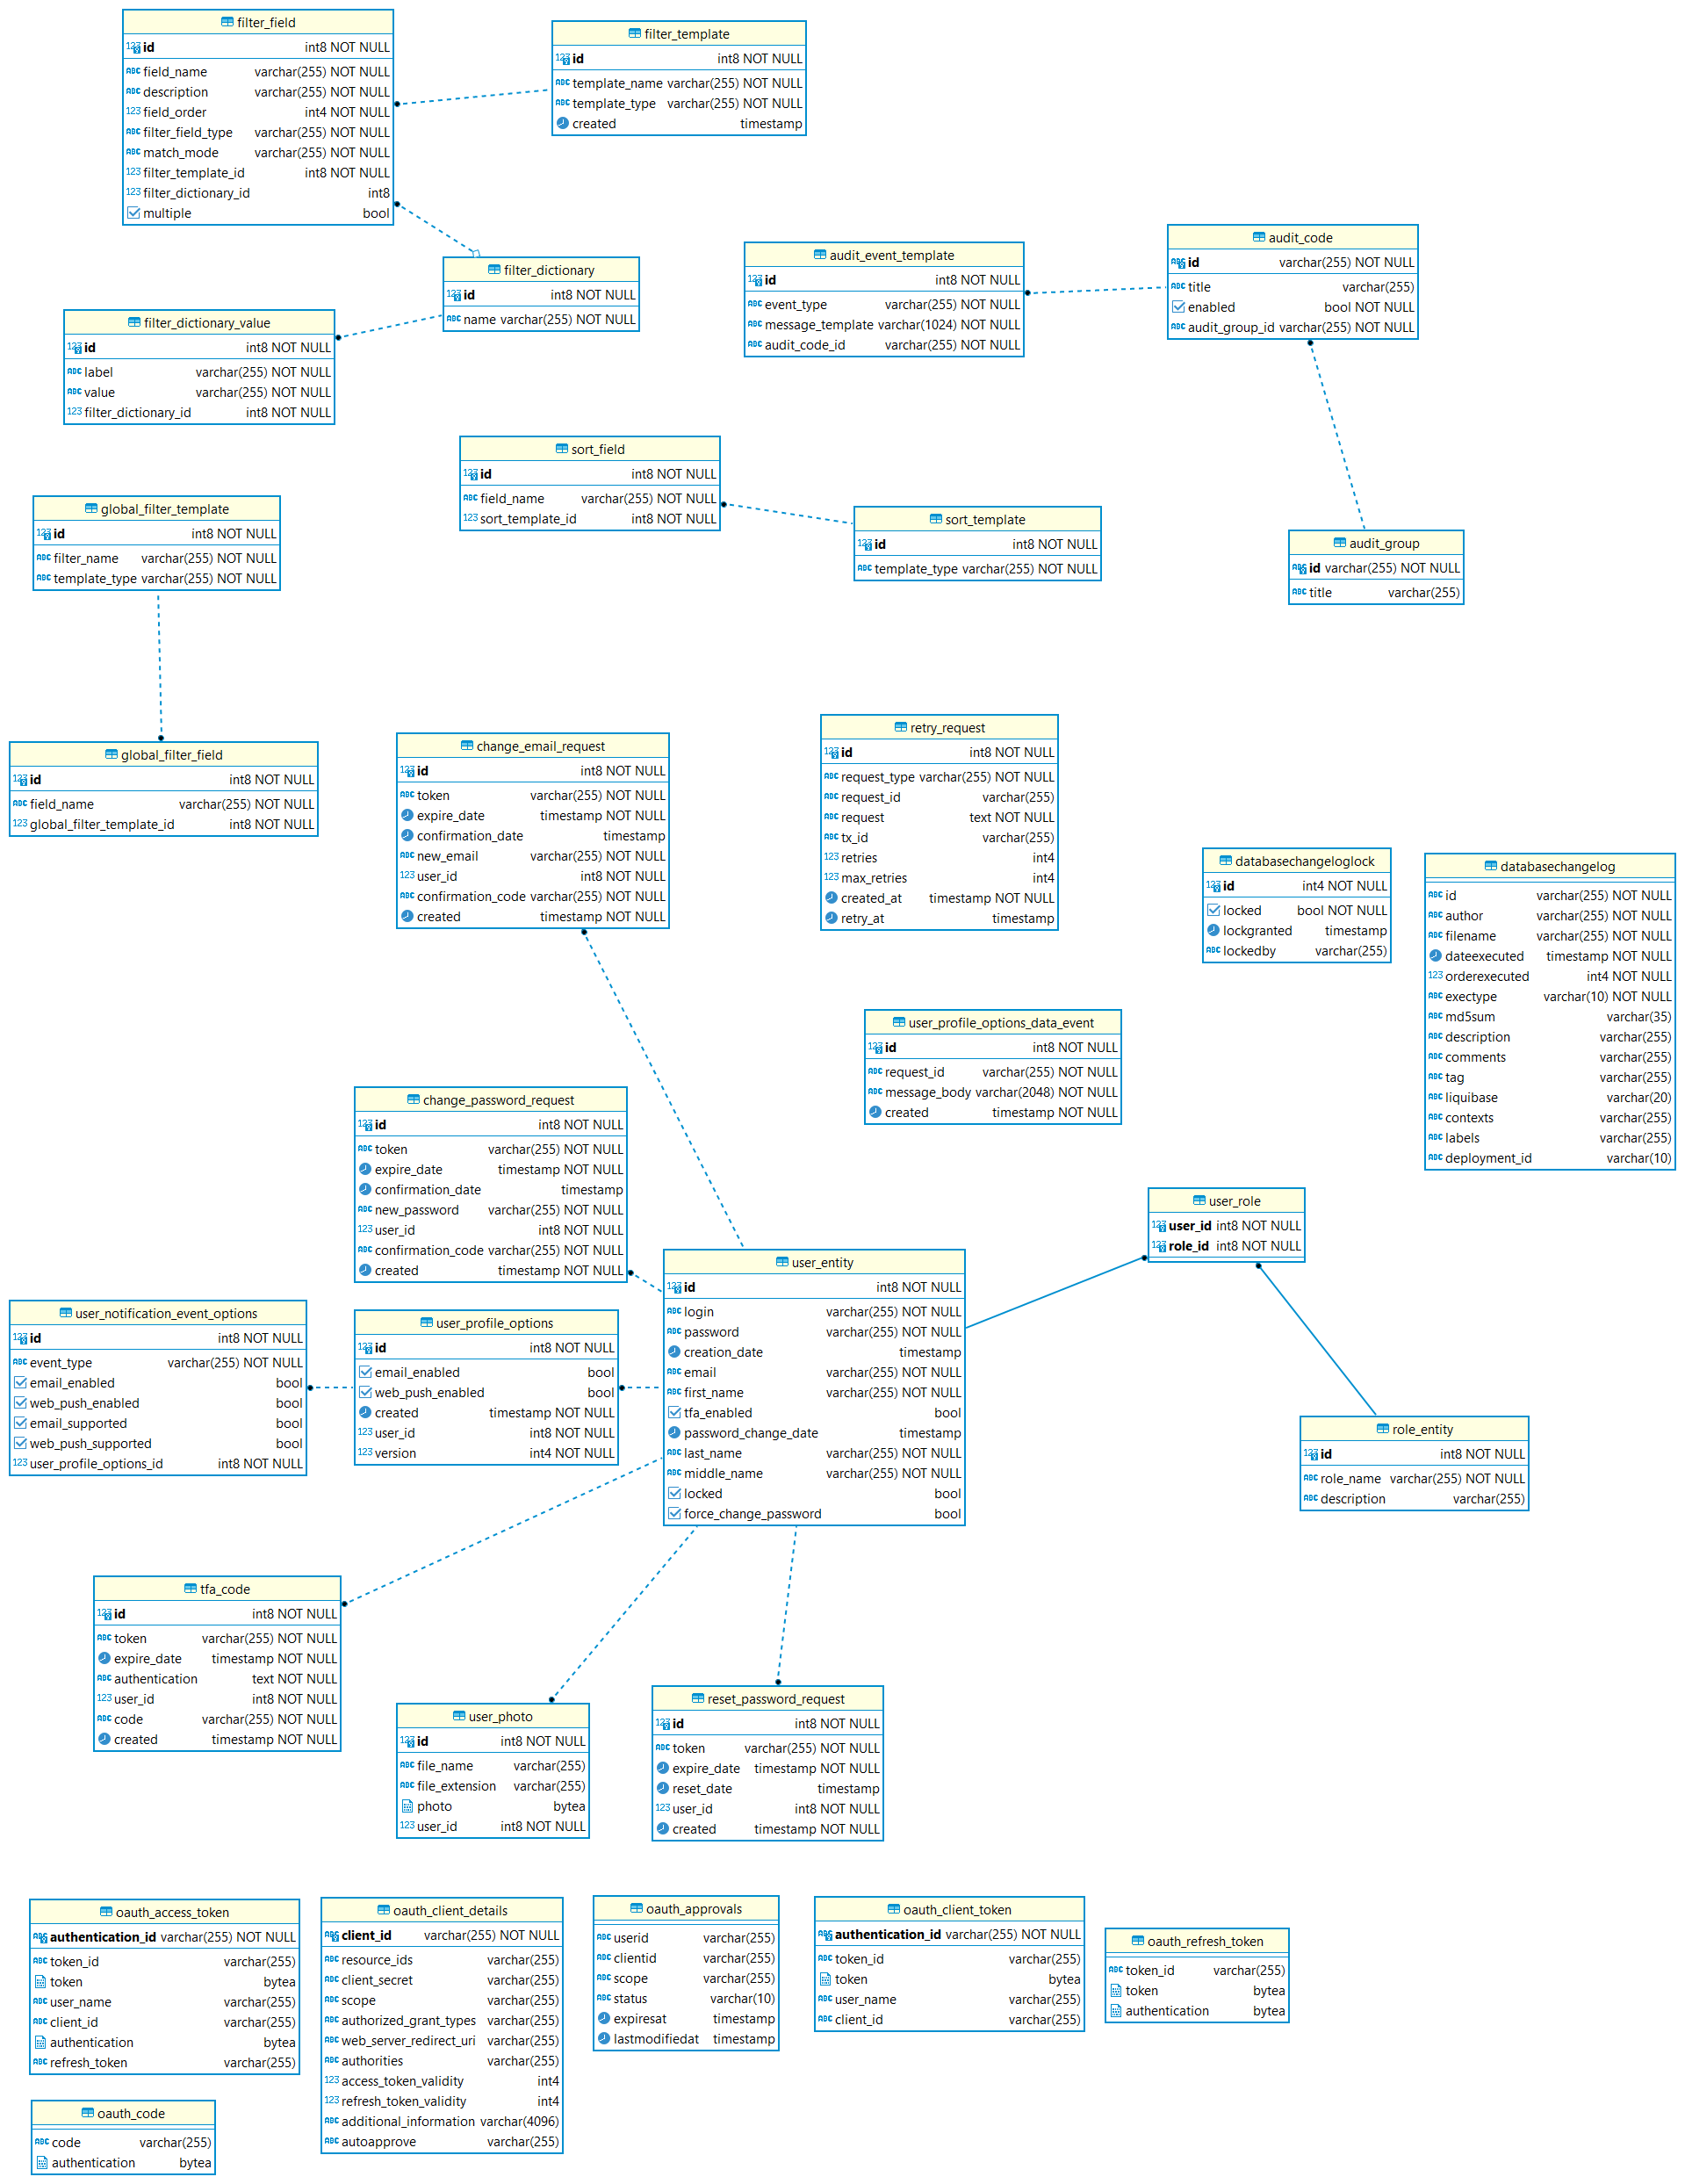 filter_field
id int8 NOT NULL
field_name varchar(255) NOT NULL
description varchar(255) NOT NULL
field_order int4 NOT NULL
filter_field_type varchar(255) NOT NULL
match_mode varchar(255) NOT NULL
filter_template_id int8 NOT NULL
filter_dictionary_id int8
multiple bool
filter_template
id int8 NOT NULL
template_name varchar(255) NOT NULL
template_type varchar(255) NOT NULL
created timestamp
filter_dictionary
id int8 NOT NULL
name varchar(255) NOT NULL
filter_dictionary_value
id int8 NOT NULL
label varchar(255) NOT NULL
value varchar(255) NOT NULL
filter_dictionary_id int8 NOT NULL
audit_event_template
id int8 NOT NULL
event_type varchar(255) NOT NULL
message_template varchar(1024) NOT NULL
audit_code_id varchar(255) NOT NULL
audit_code
id varchar(255) NOT NULL
title varchar(255)
enabled bool NOT NULL
audit_group_id varchar(255) NOT NULL
sort_field
id int8 NOT NULL
field_name varchar(255) NOT NULL
sort_template_id int8 NOT NULL
sort_template
id int8 NOT NULL
template_type varchar(255) NOT NULL
audit_group
id varchar(255) NOT NULL
title varchar(255)
global_filter_template
id int8 NOT NULL
filter_name varchar(255) NOT NULL
template_type varchar(255) NOT NULL
global_filter_field
id int8 NOT NULL
field_name varchar(255) NOT NULL
global_filter_template_id int8 NOT NULL
change_email_request
id int8 NOT NULL
token varchar(255) NOT NULL
expire_date timestamp NOT NULL
confirmation_date timestamp
new_email varchar(255) NOT NULL
user_id int8 NOT NULL
confirmation_code varchar(255) NOT NULL
created timestamp NOT NULL
retry_request
id int8 NOT NULL
request_type varchar(255) NOT NULL
request_id varchar(255)
request text NOT NULL
tx_id varchar(255)
retries int4
max_retries int4
created_at timestamp NOT NULL
retry_at timestamp
databasechangeloglock
id int4 NOT NULL
locked bool NOT NULL
lockgranted timestamp
lockedby varchar(255)
databasechangelog
id varchar(255) NOT NULL
author varchar(255) NOT NULL
filename varchar(255) NOT NULL
dateexecuted timestamp NOT NULL
orderexecuted int4 NOT NULL
exectype varchar(10) NOT NULL
md5sum varchar(35)
description varchar(255)
comments varchar(255)
tag varchar(255)
liquibase varchar(20)
contexts varchar(255)
labels varchar(255)
deployment_id varchar(10)
user_profile_options_data_event
id int8 NOT NULL
request_id varchar(255) NOT NULL
message_body varchar(2048) NOT NULL
created timestamp NOT NULL
change_password_request
id int8 NOT NULL
token varchar(255) NOT NULL
expire_date timestamp NOT NULL
confirmation_date timestamp
new_password varchar(255) NOT NULL
user_id int8 NOT NULL
confirmation_code varchar(255) NOT NULL
created timestamp NOT NULL
user_role
user_id int8 NOT NULL
role_id int8 NOT NULL
user_entity
id int8 NOT NULL
login varchar(255) NOT NULL
password varchar(255) NOT NULL
creation_date timestamp
email varchar(255) NOT NULL
first_name varchar(255) NOT NULL
tfa_enabled bool
password_change_date timestamp
last_name varchar(255) NOT NULL
middle_name varchar(255) NOT NULL
locked bool
force_change_password bool
user_notification_event_options
id int8 NOT NULL
event_type varchar(255) NOT NULL
email_enabled bool
web_push_enabled bool
email_supported bool
web_push_supported bool
user_profile_options_id int8 NOT NULL
user_profile_options
id int8 NOT NULL
email_enabled bool
web_push_enabled bool
created timestamp NOT NULL
user_id int8 NOT NULL
version int4 NOT NULL
role_entity
id int8 NOT NULL
role_name varchar(255) NOT NULL
description varchar(255)
tfa_code
id int8 NOT NULL
token varchar(255) NOT NULL
expire_date timestamp NOT NULL
authentication text NOT NULL
user_id int8 NOT NULL
code varchar(255) NOT NULL
created timestamp NOT NULL
user_photo
id int8 NOT NULL
file_name varchar(255)
file_extension varchar(255)
photo bytea
user_id int8 NOT NULL
reset_password_request
id int8 NOT NULL
token varchar(255) NOT NULL
expire_date timestamp NOT NULL
reset_date timestamp
user_id int8 NOT NULL
created timestamp NOT NULL
oauth_access_token
authentication_id varchar(255) NOT NULL
token_id varchar(255)
token bytea
user_name varchar(255)
client_id varchar(255)
authentication bytea
refresh_token varchar(255)
oauth_client_details
client_id varchar(255) NOT NULL
resource_ids varchar(255)
client_secret varchar(255)
scope varchar(255)
authorized_grant_types varchar(255)
web_server_redirect_uri varchar(255)
authorities varchar(255)
access_token_validity int4
refresh_token_validity int4
additional_information varchar(4096)
autoapprove varchar(255)
oauth_approvals
userid varchar(255)
clientid varchar(255)
scope varchar(255)
status varchar(10)
expiresat timestamp
lastmodifiedat timestamp
oauth_client_token
authentication_id varchar(255) NOT NULL
token_id varchar(255)
token bytea
user_name varchar(255)
client_id varchar(255)
oauth_refresh_token
token_id varchar(255)
token bytea
authentication bytea
oauth_code
code varchar(255)
authentication bytea